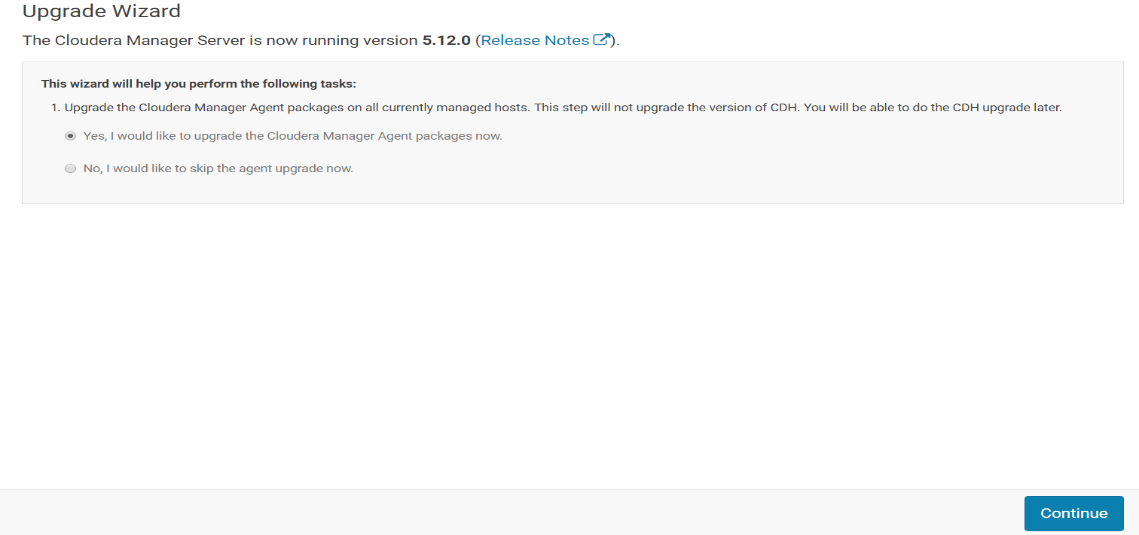 Upgrade Wizard
The Cloudera Manager Server is now running version 5.12.0 (Release Notes ).
This wizard will help you perform the following tasks:
1. Upgrade the Cloudera Manager Agent packages on all currently managed hosts. This step will not upgrade the version of CDH. You will be able to do the CDH upgrade later.
Yes, I would like to upgrade the Cloudera Manager Agent packages now.
No, I would like to skip the agent upgrade now.
Continue